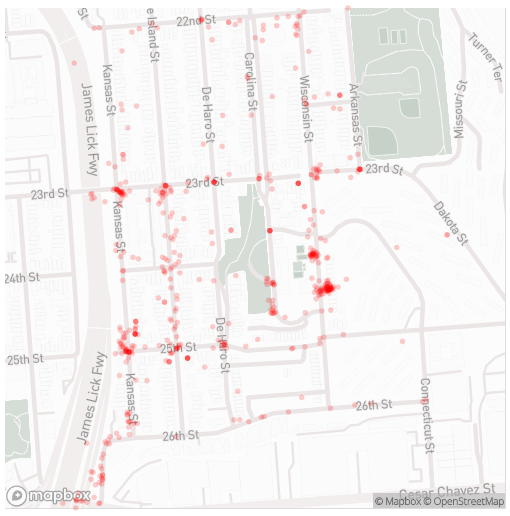 St
22nd St
e Island St
Turner Ter
Kansas St
James Lick Fwy
De Haro St
Carolina St
Wisconsin St
Arkansas St
Missouri St
23rd St
23rd St
23rd St
Kansas St
Dakota St
24th St
De Haro St
25th St
25th St
James Lick Fwy
Kansas St
Connecticut St
26th St
26th St
Cesar Chavez St
mapbox
© Mapbox © OpenStreetMap